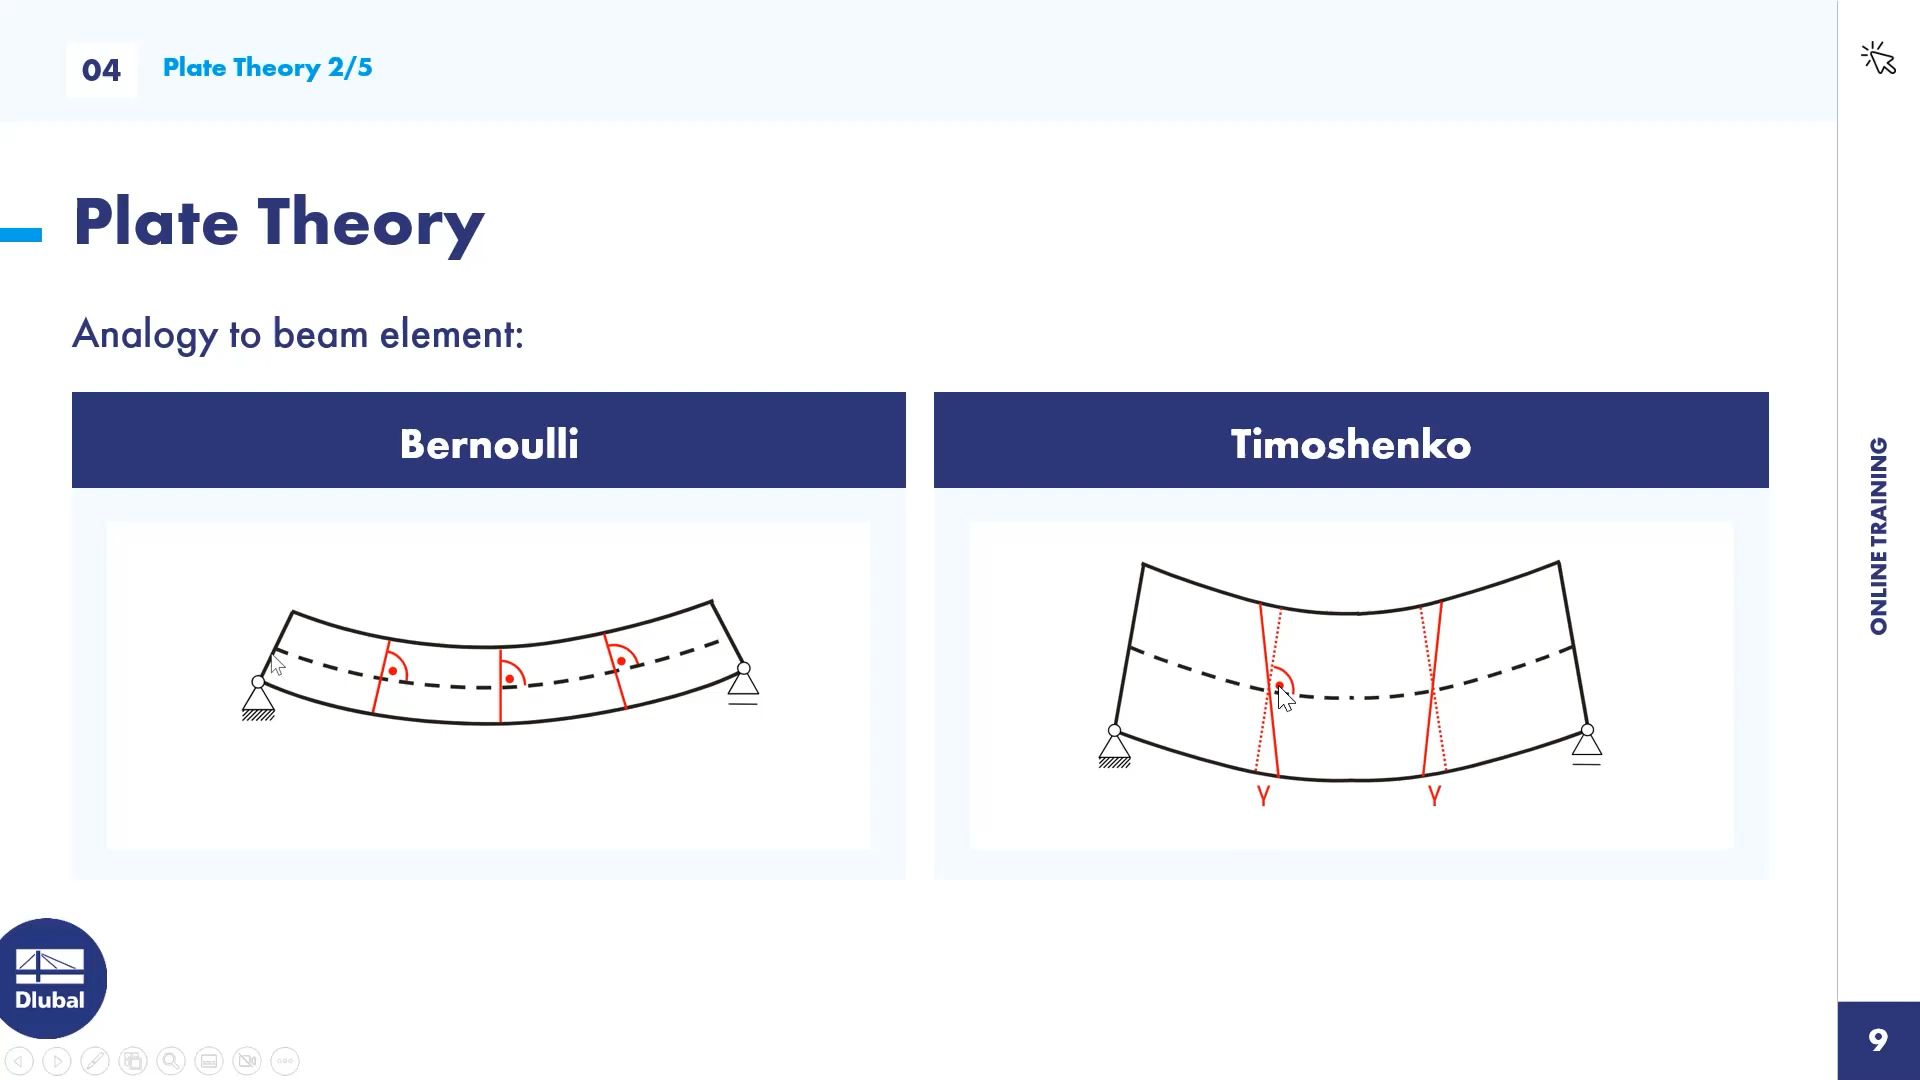 04
Plate Theory 2/5
Plate Theory
Analogy to beam element:
Bernoulli
Timoshenko
γ
γ
ONLINE TRAINING
Dlubal
9